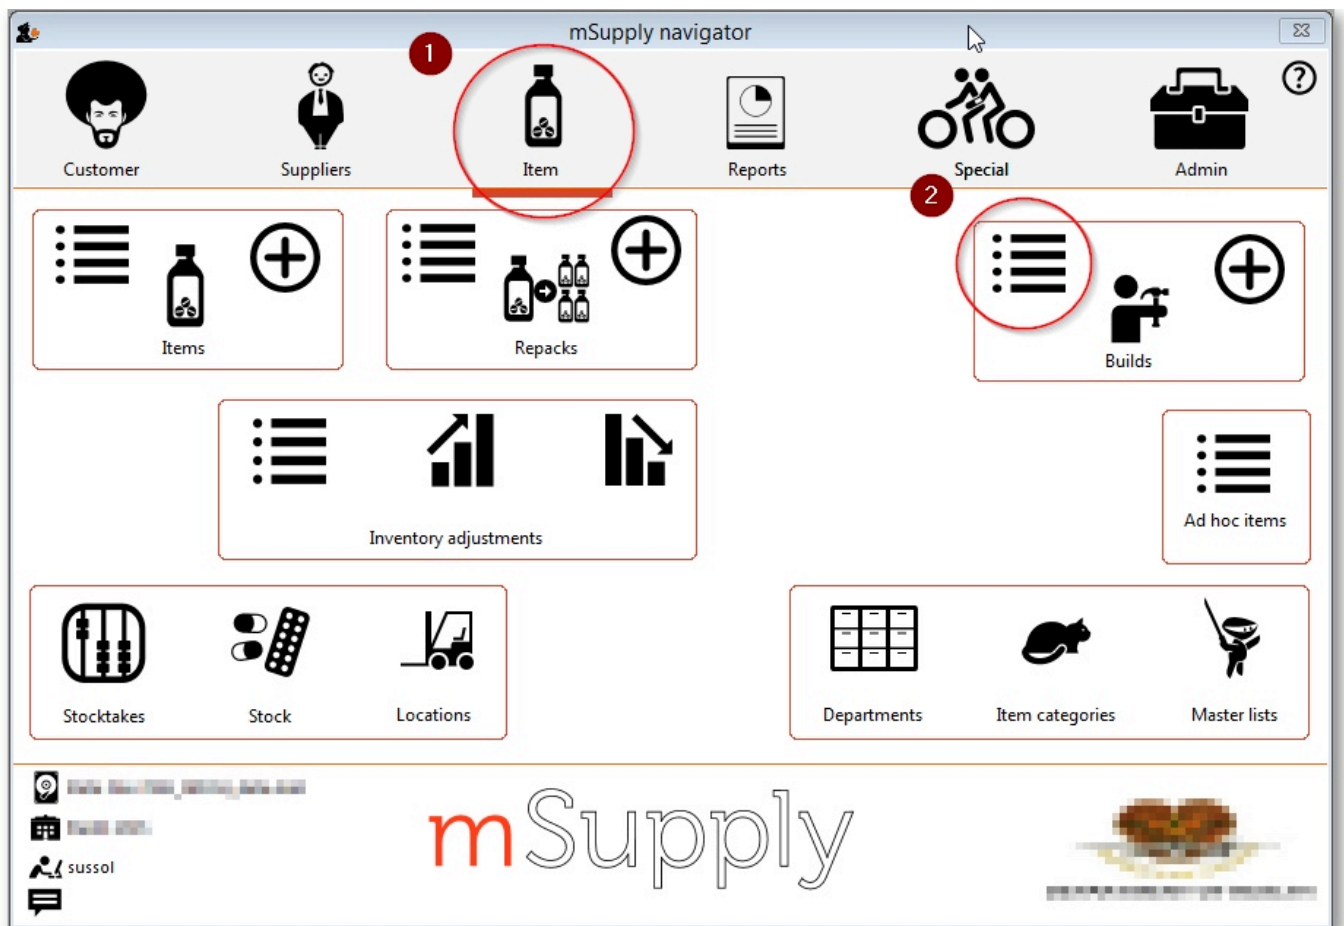 mSupply navigator
1
Customer
Suppliers
Item
Reports
Special
Admin
?
2
Items
Repacks
Builds
Inventory adjustments
Ad hoc items
Stocktakes
Stock
Locations
Departments
Item categories
Master lists
sussol
mSupply